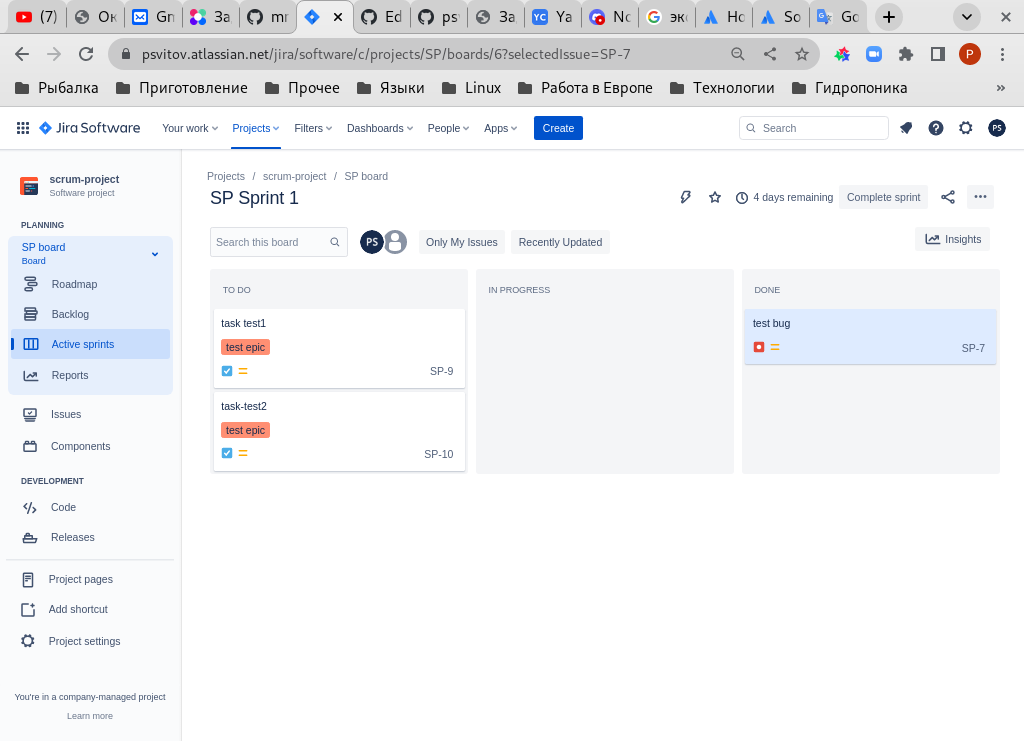 (7)
Ок
Gn
За
mr
Ed
ps
За
YC Ya
Nc
экс
Ho
So
Go
psvitov.atlassian.net/jira/software/c/projects/SP/boards/6?selectedIssue=SP-7
P
Рыбалка
Приготовление
Прочее
Языки
Linux
Работа в Европе
Технологии
Гидропоника
»
Jira Software
Your work
Projects
Filters
Dashboards
People
Apps
Create
Search
PS
scrum-project
Software project
PLANNING
SP board
Board
Roadmap
Backlog
Active sprints
Reports
Issues
Components
DEVELOPMENT
Code
Releases
Project pages
Add shortcut
Project settings
You're in a company-managed project
Learn more
Projects / scrum-project / SP board
SP Sprint 1
4 days remaining
Complete sprint
Search this board
PS
Only My Issues
Recently Updated
Insights
TO DO
task test1
test epic
SP-9
task-test2
test epic
SP-10
IN PROGRESS
DONE
test bug
SP-7